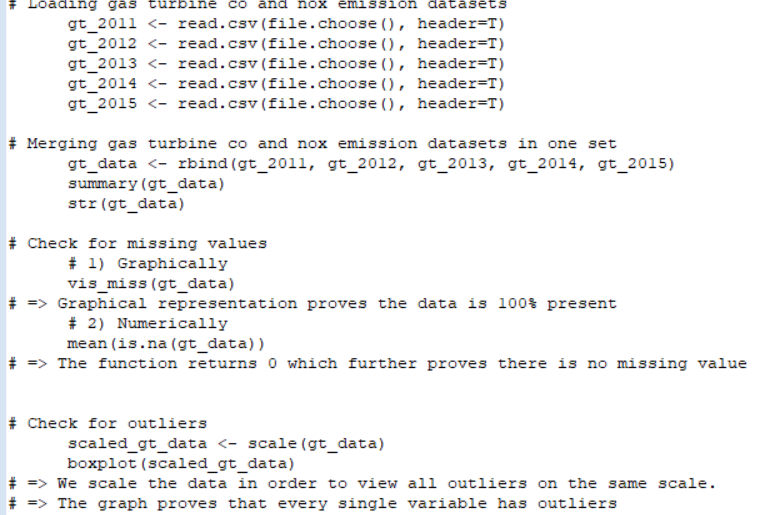 # Loading gas turbine co and nox emission datasets
gt_2011 <- read.csv(file.choose(), header=T)
gt_2012 <- read.csv(file.choose(), header=T)
gt_2013 <- read.csv(file.choose(), header=T)
gt_2014 <- read.csv(file.choose(), header=T)
gt_2015 <- read.csv(file.choose(), header=T)
# Merging gas turbine co and nox emission datasets in one set
gt_data <- rbind(gt_2011, gt_2012, gt_2013, gt_2014, gt_2015)
summary(gt_data)
str(gt_data)
# Check for missing values
# 1) Graphically
vis_miss(gt_data)
# => Graphical representation proves the data is 100% present
# 2) Numerically
mean(is.na(gt_data))
# => The function returns 0 which further proves there is no missing value
# Check for outliers
scaled_gt_data <- scale(gt_data)
boxplot(scaled_gt_data)
# => We scale the data in order to view all outliers on the same scale.
# => The graph proves that every single variable has outliers